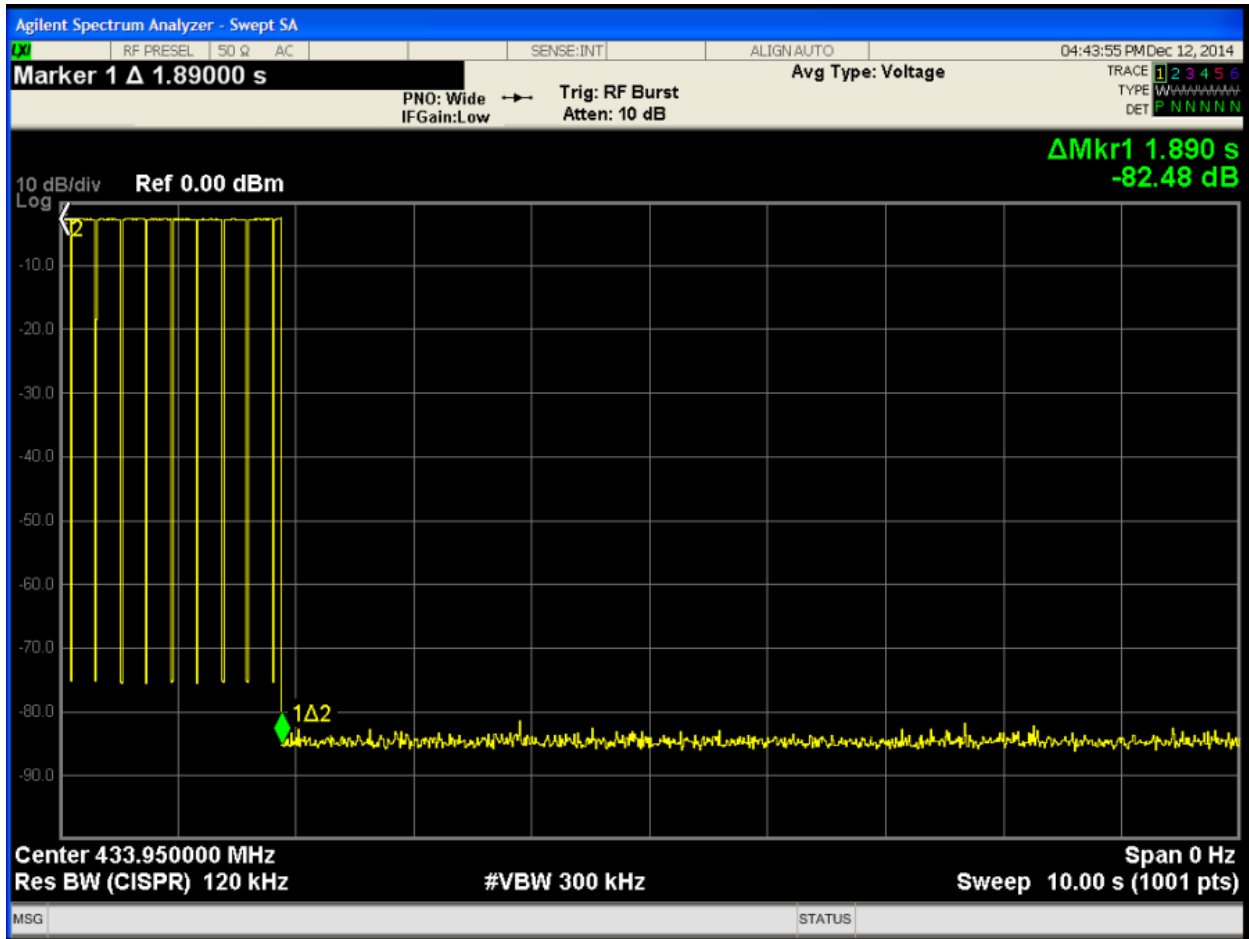 Agilent Spectrum Analyzer - Swept SA
LXI RF PRESEL 50 Ω AC SENSE:INT ALIGNAUTO 04:43:55 PM Dec 12, 2014
Marker 1 Δ 1.89000 s
PNO: Wide
IFGain:Low
Trig: RF Burst
Atten: 10 dB
Avg Type: Voltage
TRACE 1 2 3 4 5 6
TYPE W
DET P N N N N N
ΔMkr1 1.890 s
-82.48 dB
10 dB/div Ref 0.00 dBm
Log
2
-10.0
-20.0
-30.0
-40.0
-50.0
-60.0
-70.0
-80.0
1Δ2
-90.0
Center 433.950000 MHz Span 0 Hz
Res BW (CISPR) 120 kHz #VBW 300 kHz Sweep 10.00 s (1001 pts)
MSG STATUS